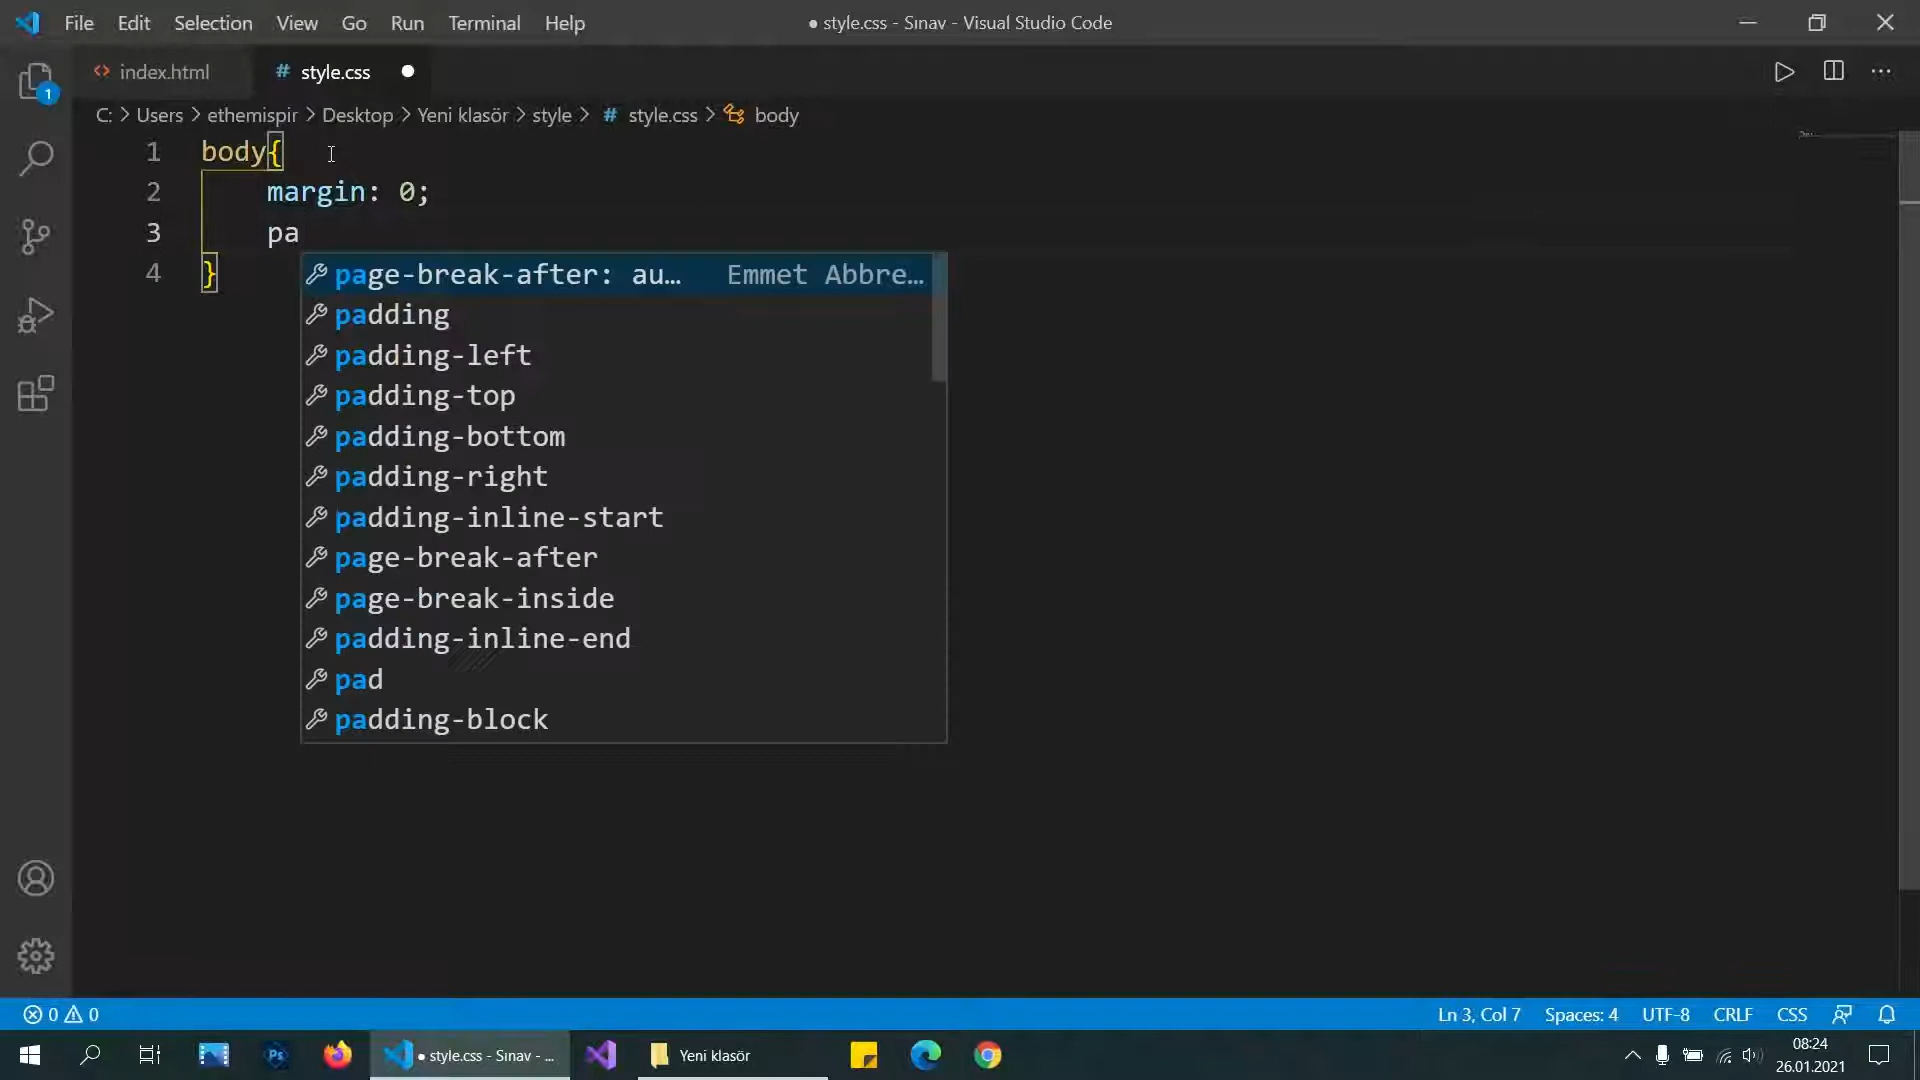 File Edit Selection View Go Run Terminal Help ● style.css - Sınav - Visual Studio Code
index.html # style.css ●
1
C: > Users > ethemispir > Desktop > Yeni klasör > style > # style.css > body
1 body{
2 margin: 0;
3 pa
4 }
page-break-after: au… Emmet Abbre…
padding
padding-left
padding-top
padding-bottom
padding-right
padding-inline-start
page-break-after
page-break-inside
padding-inline-end
pad
padding-block
0 0 Ln 3, Col 7 Spaces: 4 UTF-8 CRLF CSS
Ps ● style.css - Sınav - ... Yeni klasör 08:24
26.01.2021